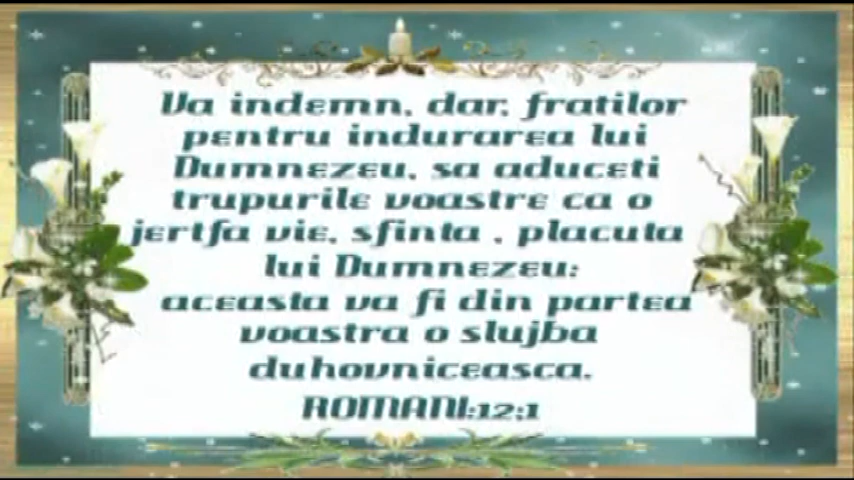 Va indemn, dar, fratilor
pentru indurarea lui
Dumnezeu, sa aduceti
trupurile voastre ca o
jertfa vie, sfinta , placuta
lui Dumnezeu:
aceasta va fi din partea
voastra o slujba
duhovniceasca.
ROMANI:12;1